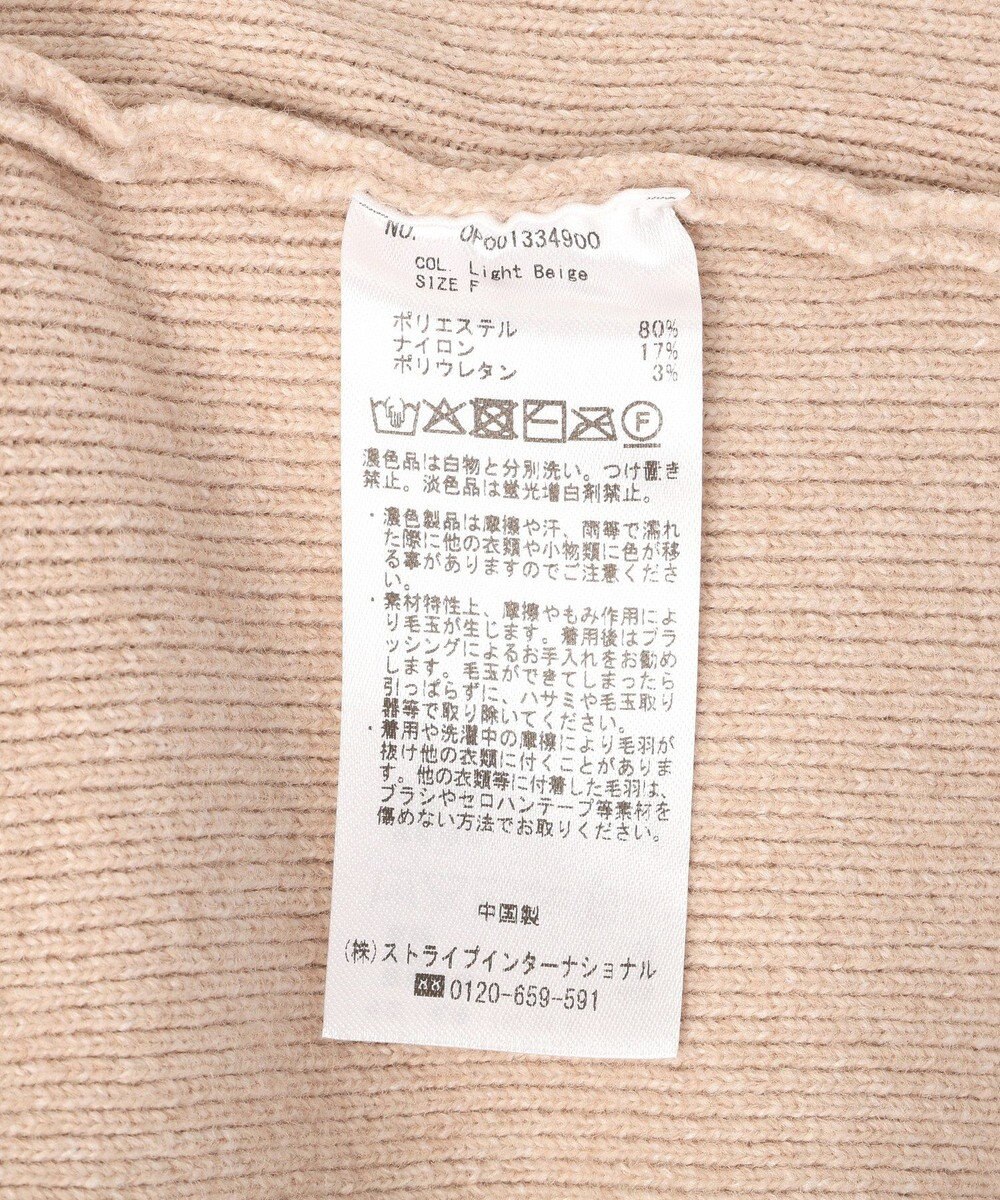 NO. OP001334900
COL. Light Beige
SIZE F
ポリエステル 80%
ナイロン 17%
ポリウレタン 3%
F
濃色品は白物と分別洗い。つけ置き
禁止。淡色品は蛍光増白剤禁止。
・濃色製品は摩擦や汗、雨等で濡れ
た際に他の衣類や小物類に色が移
る事がありますのでご注意くださ
い。
・素材特性上、摩擦やもみ作用によ
り毛玉が生じます。着用後はブラ
ッシングによるお手入れをお勧め
します。毛玉ができてしまったら
引っぱらずに、ハサミや毛玉取り
器等で取り除いてください。
・着用や洗濯中の摩擦により毛羽が
抜け他の衣類に付くことがありま
す。他の衣類等に付着した毛羽は、
ブラシやセロハンテープ等素材を
傷めない方法でお取りください。
中国製
(株)ストライプインターナショナル
0120-659-591